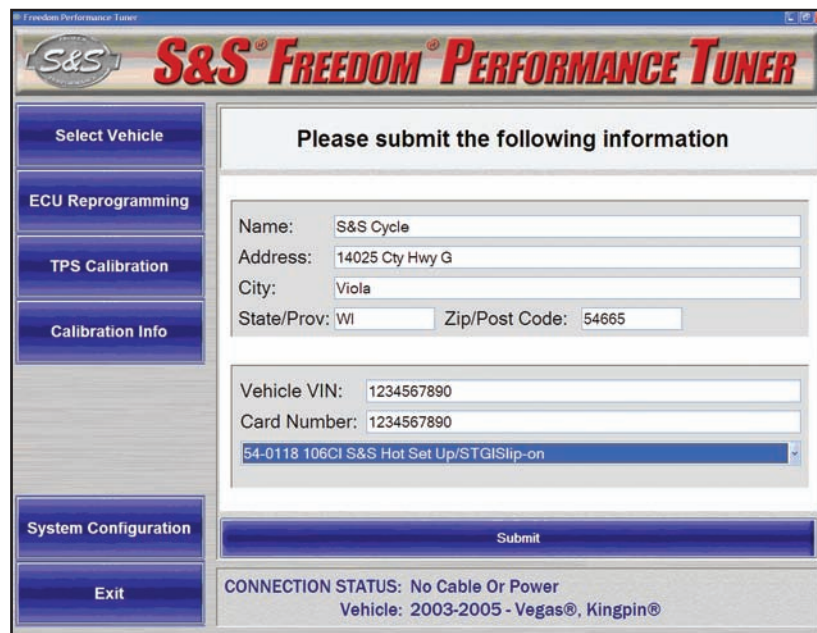 Freedom Performance Tuner
S&S®
S&S® FREEDOM® PERFORMANCE TUNER
Select Vehicle
ECU Reprogramming
TPS Calibration
Calibration Info
System Configuration
Exit
Please submit the following information
Name: S&S Cycle
Address: 14025 Cty Hwy G
City: Viola
State/Prov: WI Zip/Post Code: 54665
Vehicle VIN: 1234567890
Card Number: 1234567890
54-0118 106CI S&S Hot Set Up/STGISlip-on
Submit
CONNECTION STATUS: No Cable Or Power
Vehicle: 2003-2005 - Vegas®, Kingpin®